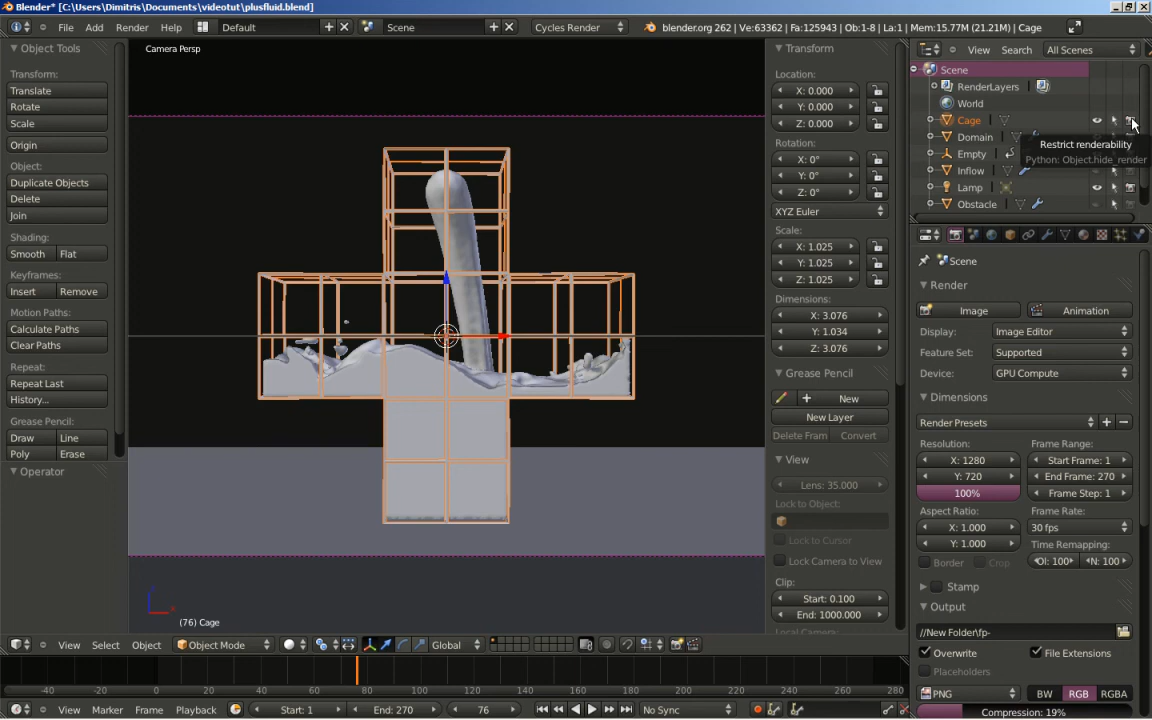 Blender* [C:\Users\Dimitris\Documents\videotut\plusfluid.blend]
File Add Render Help Default Scene Cycles Render blender.org 262 | Ve:63362 | Fa:125943 | Ob:1-8 | La:1 | Mem:15.77M (21.21M) | Cage
Object Tools
Transform:
Translate
Rotate
Scale
Origin
Object:
Duplicate Objects
Delete
Join
Shading:
Smooth Flat
Keyframes:
Insert Remove
Motion Paths:
Calculate Paths
Clear Paths
Repeat:
Repeat Last
History...
Grease Pencil:
Draw Line
Poly Erase
Operator
Camera Persp
(76) Cage
View Select Object Object Mode Global
Transform
Location:
X: 0.000
Y: 0.000
Z: 0.000
Rotation:
X: 0°
Y: 0°
Z: 0°
XYZ Euler
Scale:
X: 1.025
Y: 1.025
Z: 1.025
Dimensions:
X: 3.076
Y: 1.034
Z: 3.076
Grease Pencil
New
New Layer
Delete Fram Convert
View
Lens: 35.000
Lock to Object:
Lock to Cursor
Lock Camera to View
Clip:
Start: 0.100
End: 1000.000
Local Camera:
View Search All Scenes
Scene
RenderLayers
World
Cage
Domain
Empty
Inflow
Lamp
Obstacle
Restrict renderability
Python: Object.hide_render
Scene
Render
Image Animation
Display: Image Editor
Feature Set: Supported
Device: GPU Compute
Dimensions
Render Presets
Resolution: Frame Range:
X: 1280 Start Frame: 1
Y: 720 End Frame: 270
100% Frame Step: 1
Aspect Ratio: Frame Rate:
X: 1.000 30 fps
Y: 1.000 Time Remapping:
Border Crop Ol: 100 N: 100
Stamp
Output
//New Folder\fp-
Overwrite File Extensions
Placeholders
PNG BW RGB RGBA
Compression: 19%
-40 -20 0 20 40 60 80 100 120 140 160 180 200 220 240 260 280
View Marker Frame Playback Start: 1 End: 270 76 No Sync